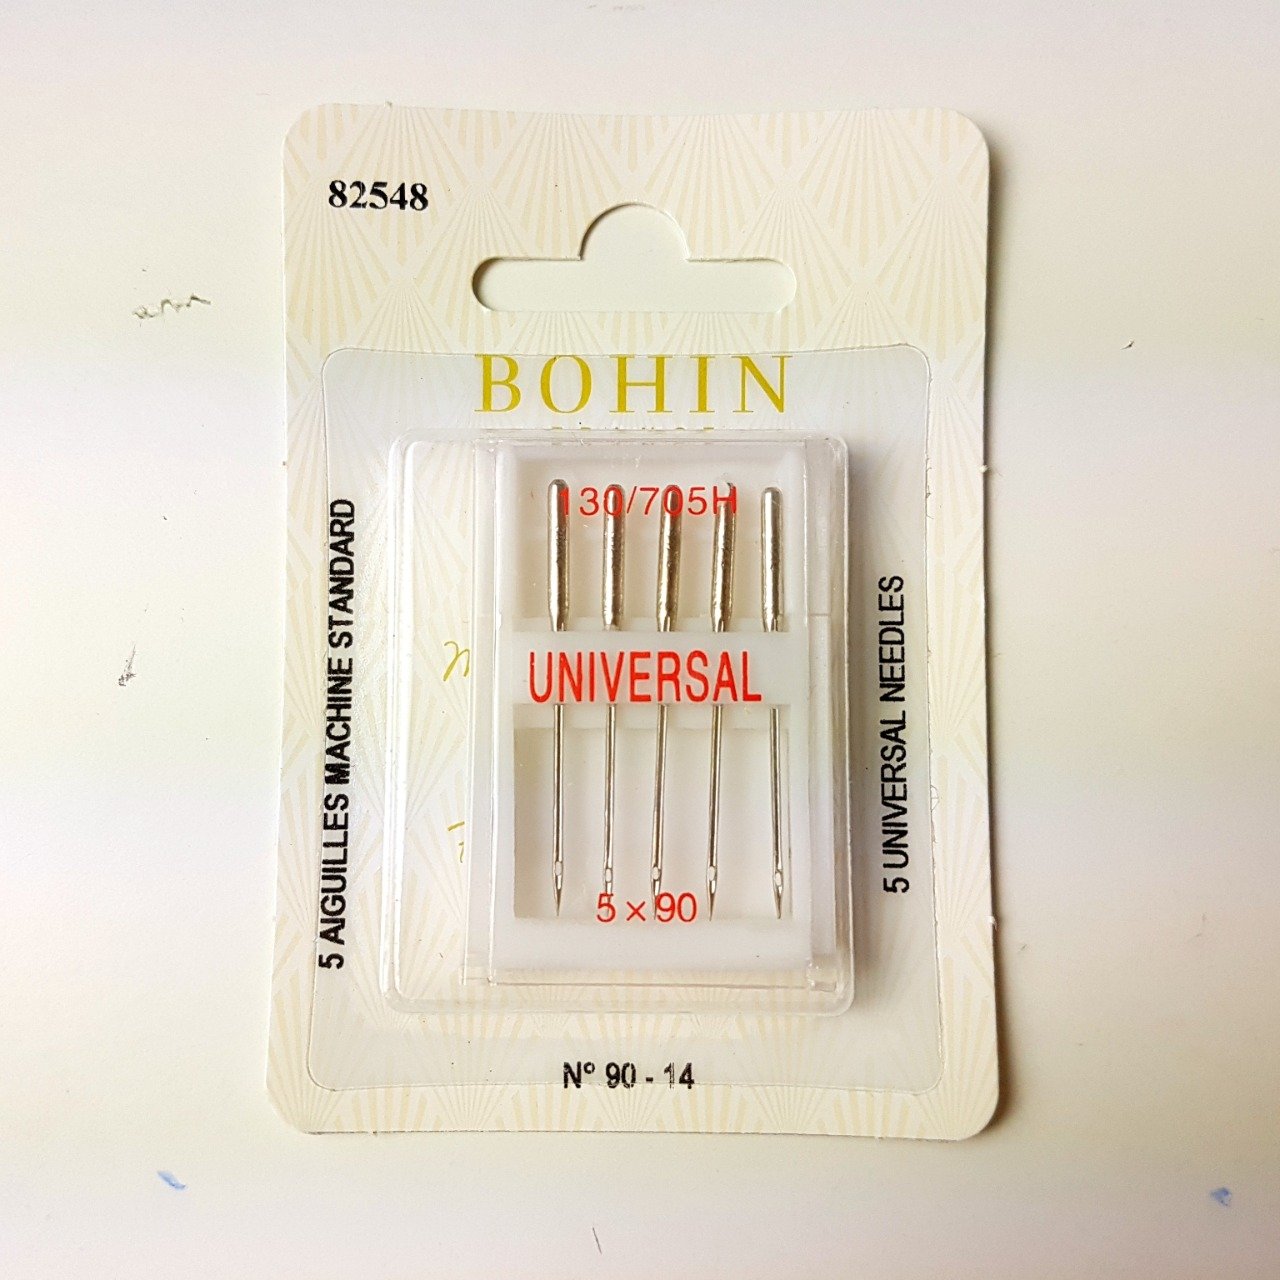 82548
BOHIN
5 AIGUILLES MACHINE STANDARD
130/705H
UNIVERSAL
5 × 90
5 UNIVERSAL NEEDLES
N° 90 - 14